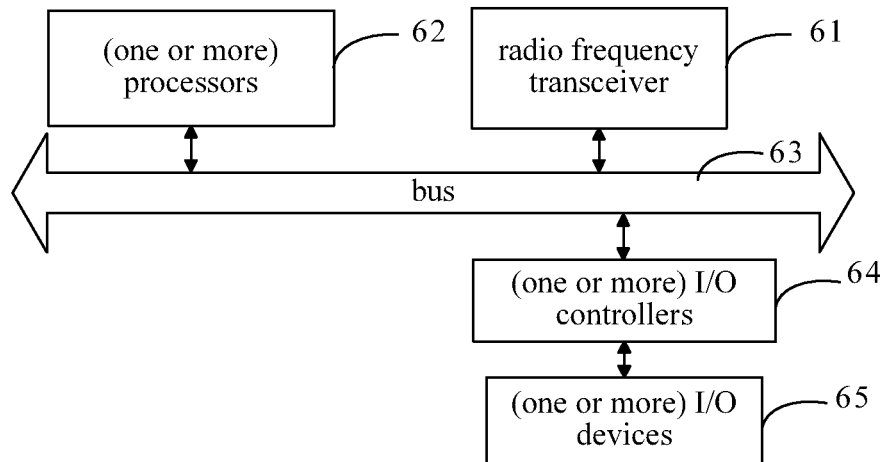 (one or more)
processors
62
radio frequency
transceiver
61
63
bus
(one or more) I/O
controllers
64
(one or more) I/O
devices
65